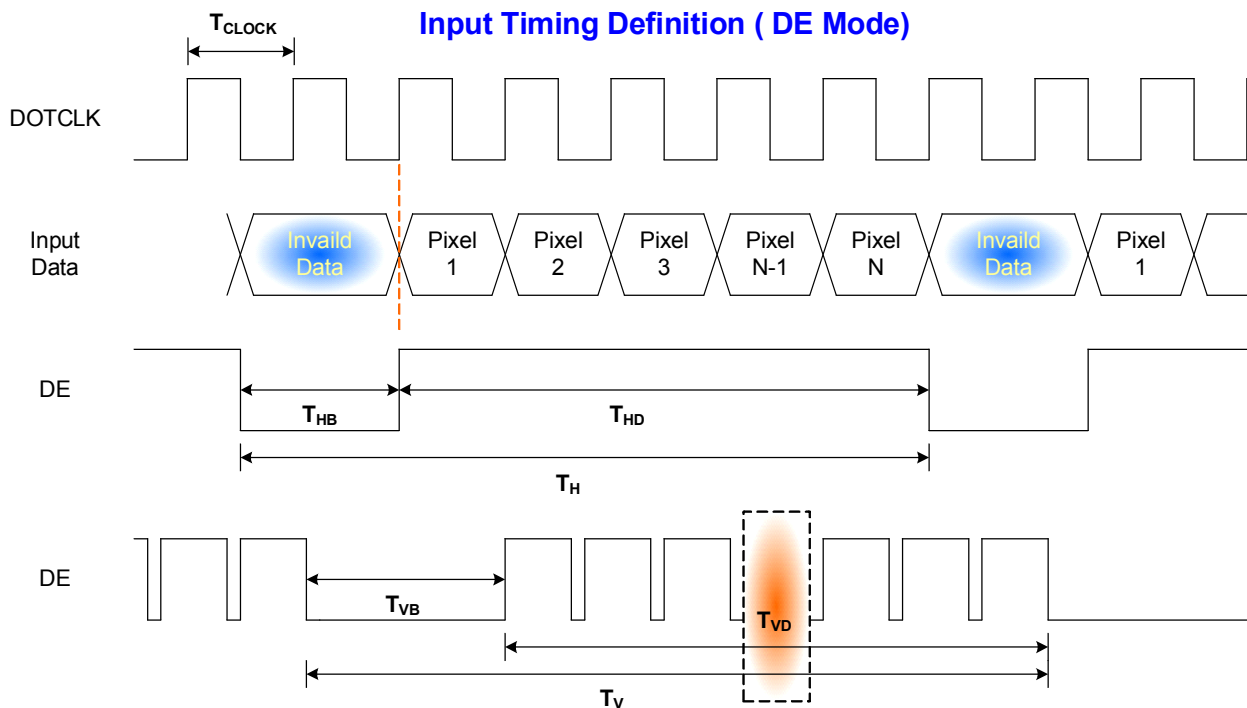 Input Timing Definition ( DE Mode)
TCLOCK
DOTCLK
Input
Data
Invaild
Data
Pixel
1
Pixel
2
Pixel
3
Pixel
N-1
Pixel
N
Invaild
Data
Pixel
1
DE
THB
THD
TH
DE
TVB
TVD
TV